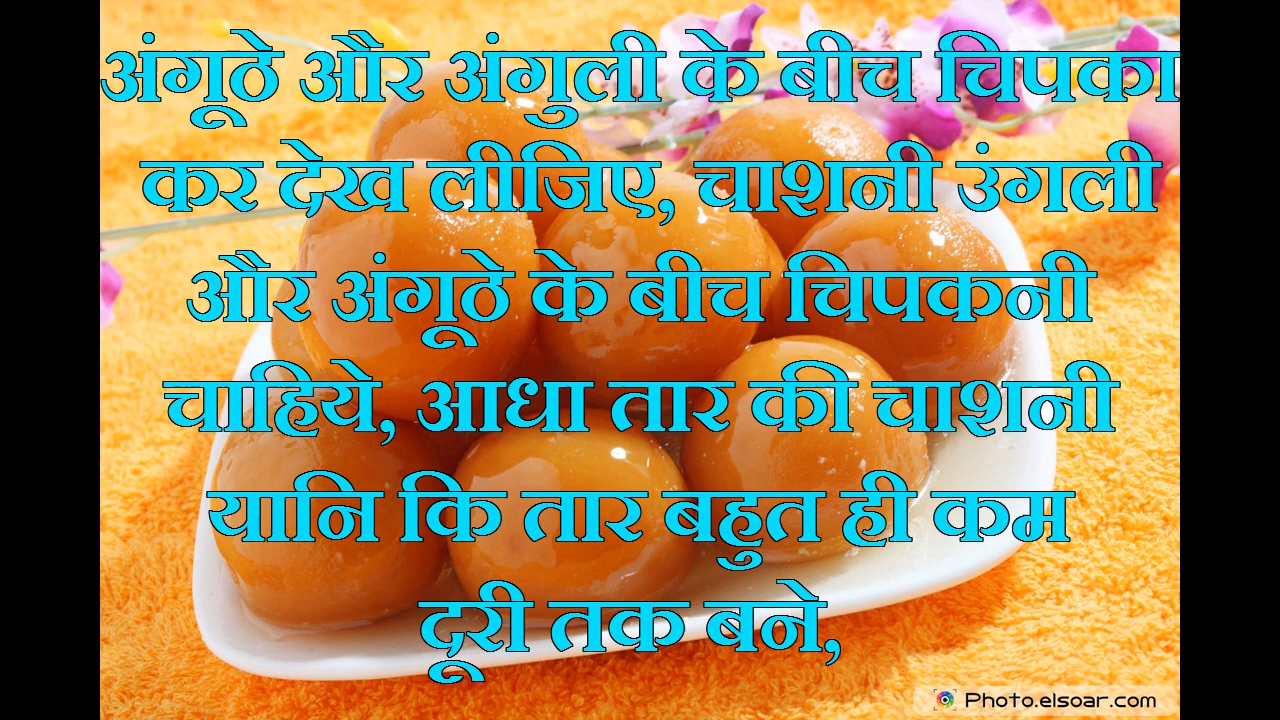 अंगूठे और अंगुली के बीच चिपका
कर देख लीजिए, चाशनी उंगली
और अंगूठे के बीच चिपकनी
चाहिये, आधा तार की चाशनी
यानि कि तार बहुत ही कम
दूरी तक बने,
Photo.elsoar.com